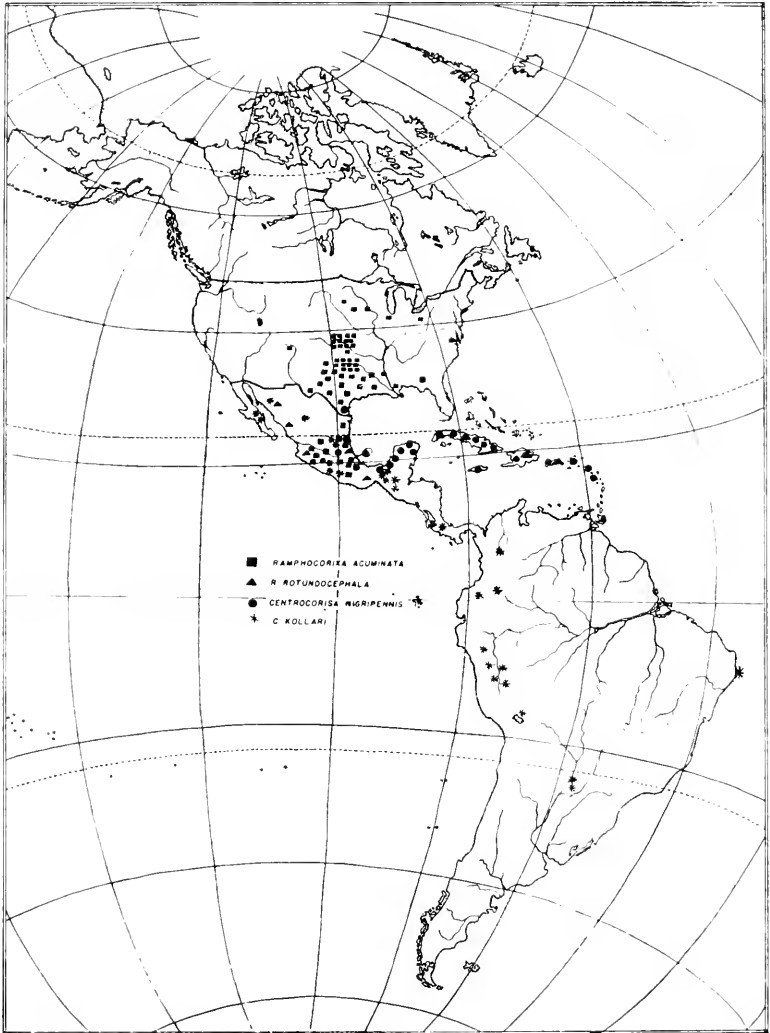 RAMPHOCORIXA ACUMINATA
R ROTUNDOCEPHALA
CENTROCORISA NIGRIPENNIS
C KOLLARI